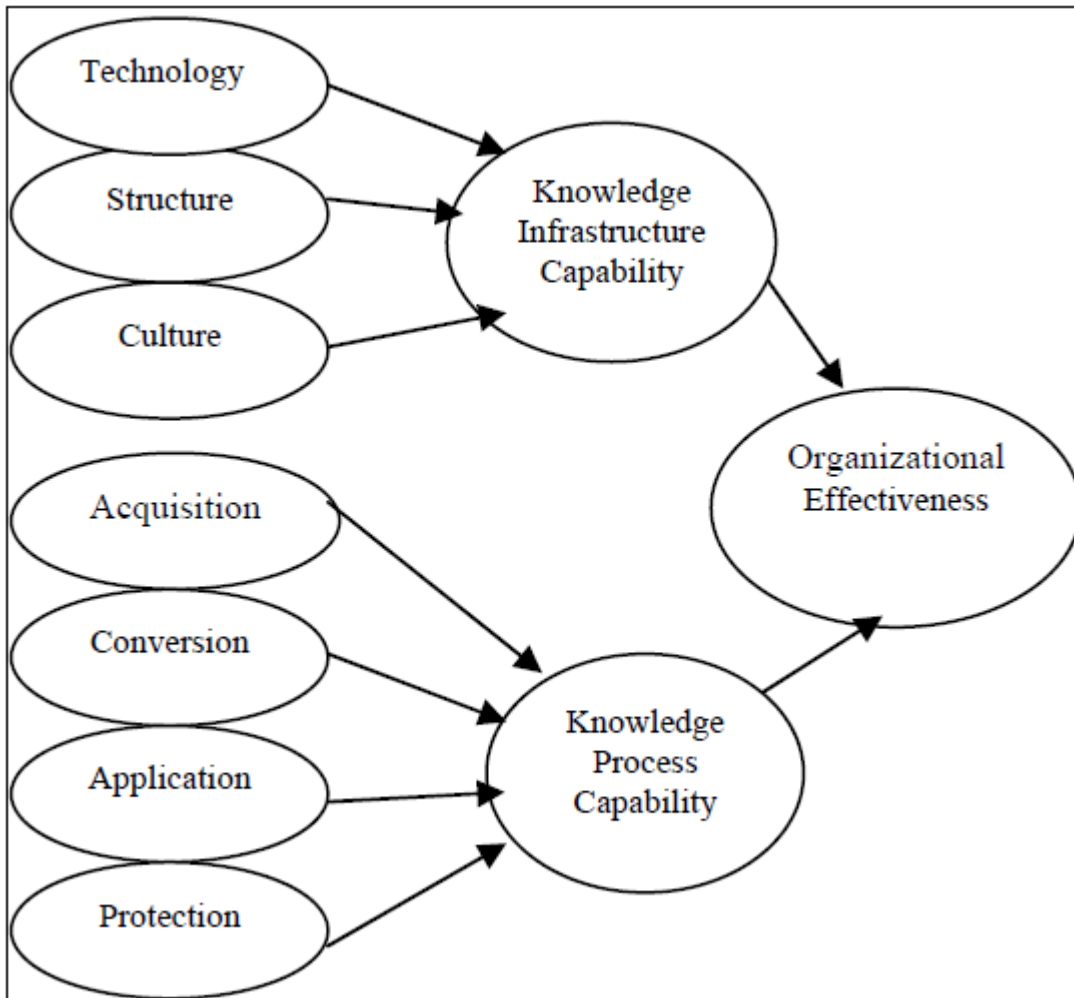 Technology
Structure
Culture
Knowledge
Infrastructure
Capability
Organizational
Effectiveness
Acquisition
Conversion
Application
Protection
Knowledge
Process
Capability